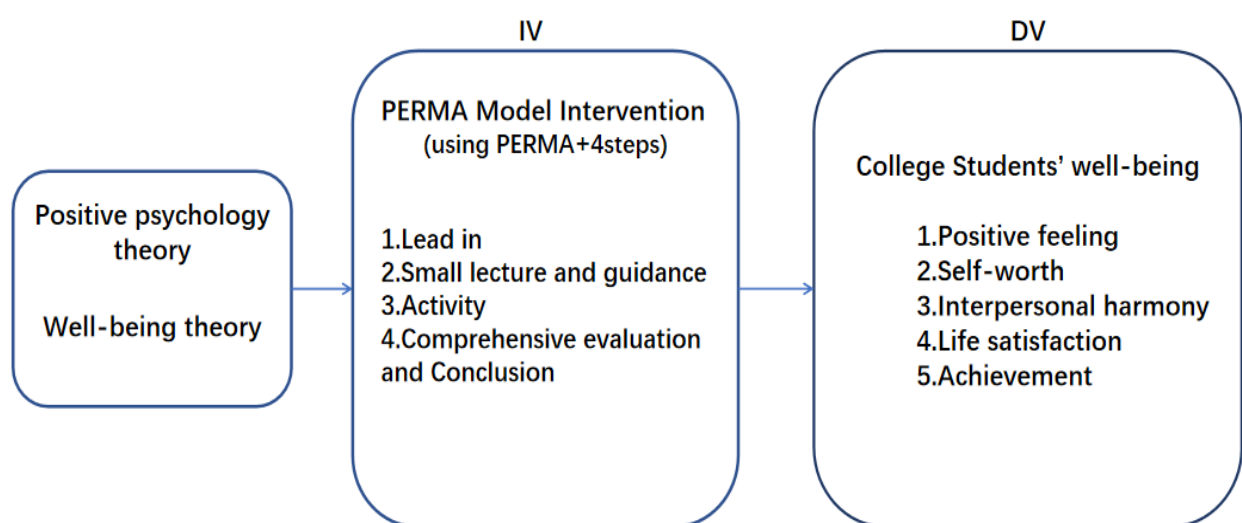 IV
DV
Positive psychology
theory
Well-being theory
PERMA Model Intervention
(using PERMA+4steps)
1.Lead in
2.Small lecture and guidance
3.Activity
4.Comprehensive evaluation
and Conclusion
College Students’ well-being
1.Positive feeling
2.Self-worth
3.Interpersonal harmony
4.Life satisfaction
5.Achievement